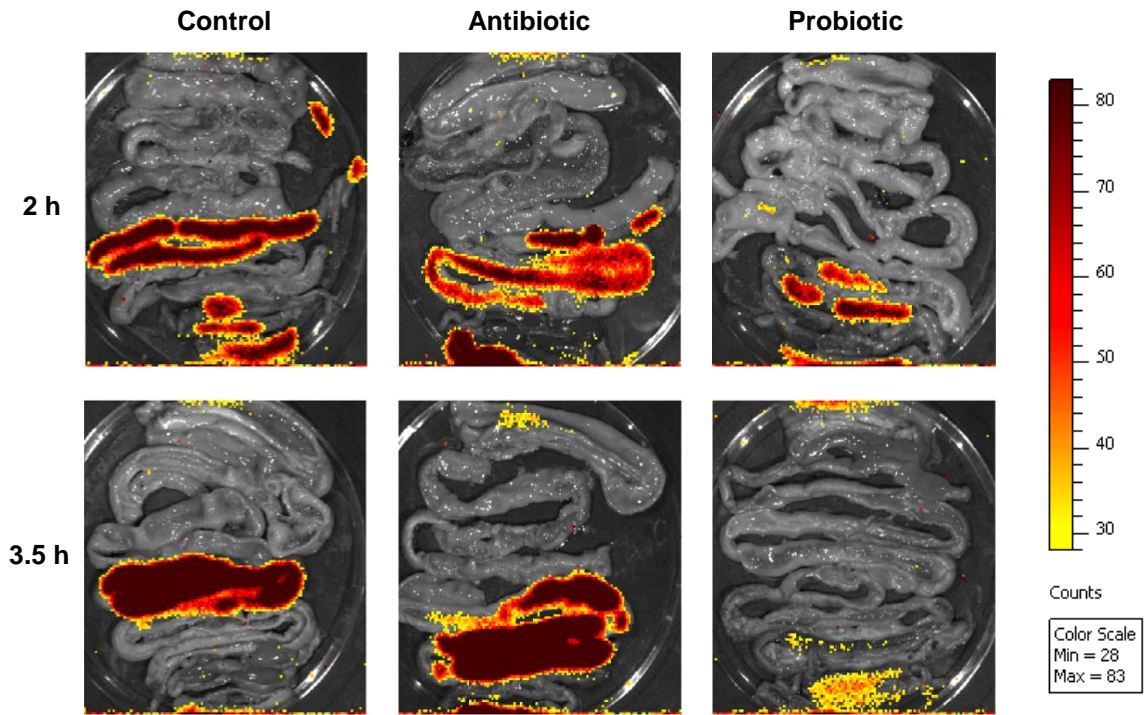 Control
Antibiotic
Probiotic
2 h
3.5 h
80
70
60
50
40
30
Counts
Color Scale
Min = 28
Max = 83